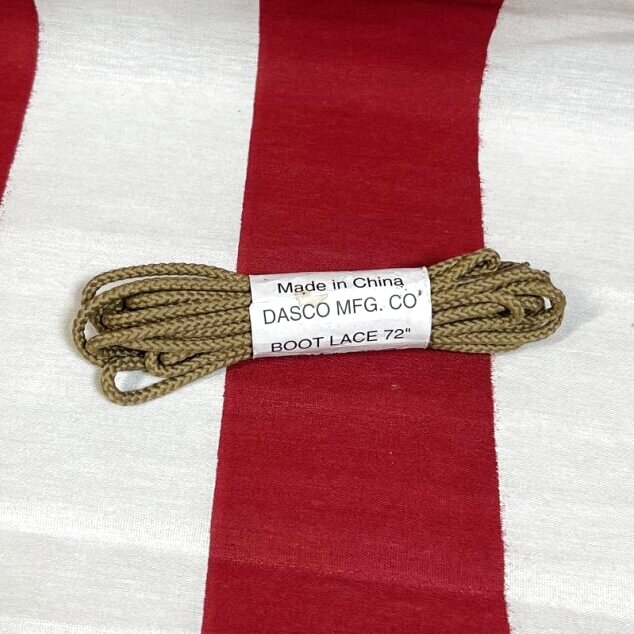 Made in China
DASCO MFG. CO'
BOOT LACE 72"